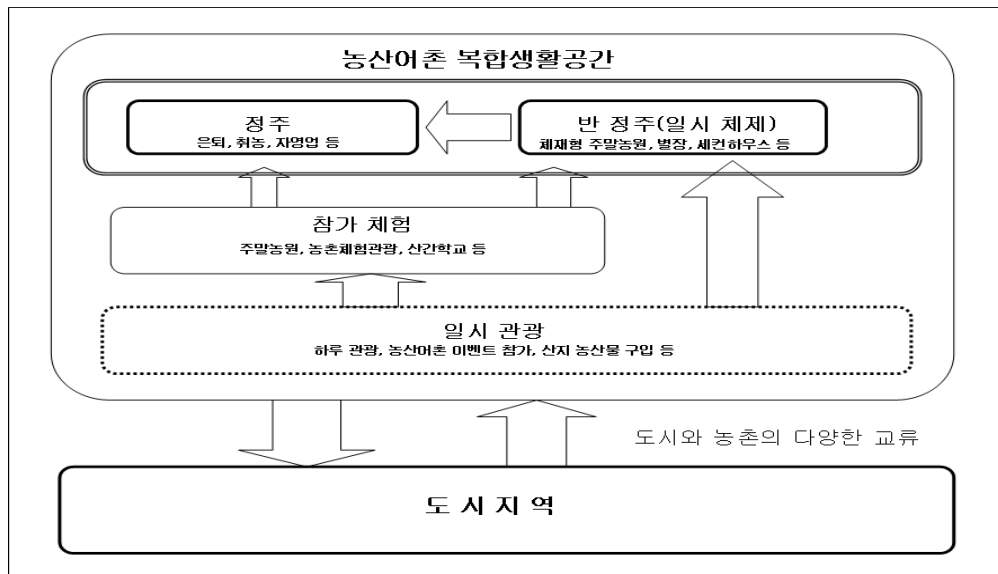 농산어촌 복합생활공간
정주
은퇴, 취농, 자영업 등
반 정주(일시 체제)
체재형 주말농원, 별장, 세컨하우스 등
참가 체험
주말농원, 농촌체험관광, 산간학교 등
일시 관광
하루 관광, 농산어촌 이벤트 참가, 산지 농산물 구입 등
도시와 농촌의 다양한 교류
도 시 지 역